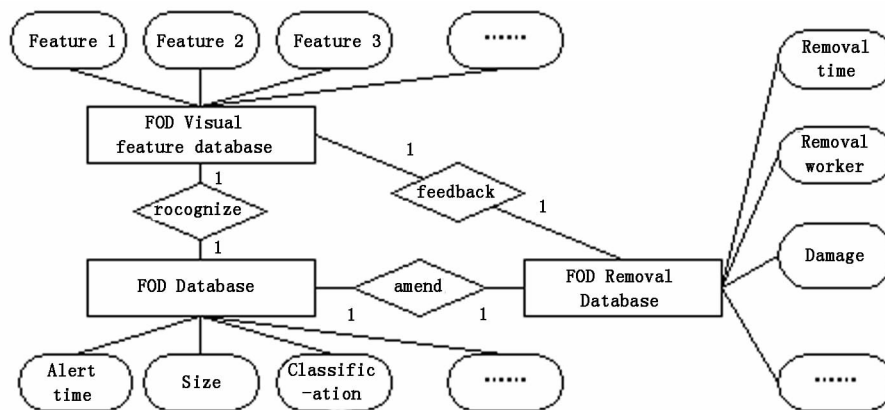 Feature 1
Feature 2
Feature 3
······
Removal
time
FOD Visual
feature database
1
Removal
worker
1
feedback
rocognize
1
1
Damage
FOD Database
amend
FOD Removal
Database
1
1
Alert
time
Size
Classific
-ation
······
······